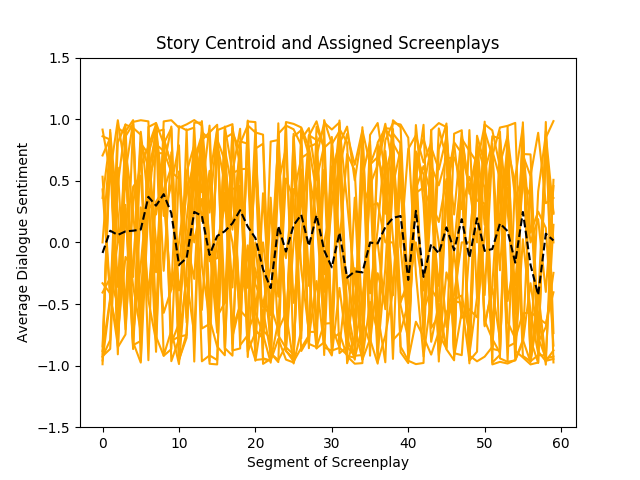 Story Centroid and Assigned Screenplays
1.5
1.0
0.5
0.0
−0.5
−1.0
−1.5
Average Dialogue Sentiment
0 10 20 30 40 50 60
Segment of Screenplay